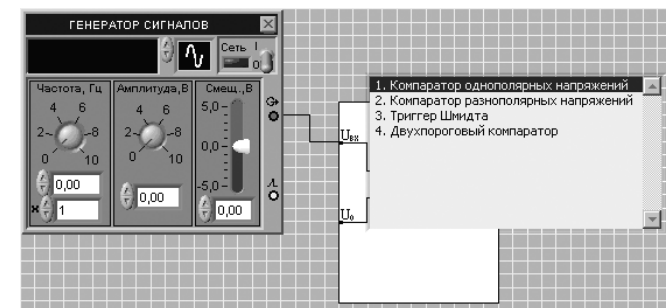 ГЕНЕРАТОР СИГНАЛОВ
Сеть I
0
Частота, Гц
Амплитуда,В
Смещ.,В
4 6
2 8
0 10
4 6
2 8
0 10
5,0
0,0
-5,0
0,00
× 1
0,00
0,00
1. Компаратор однополярных напряжений
2. Компаратор разнополярных напряжений
3. Триггер Шмидта
4. Двухпороговый компаратор
Uвх
U₀